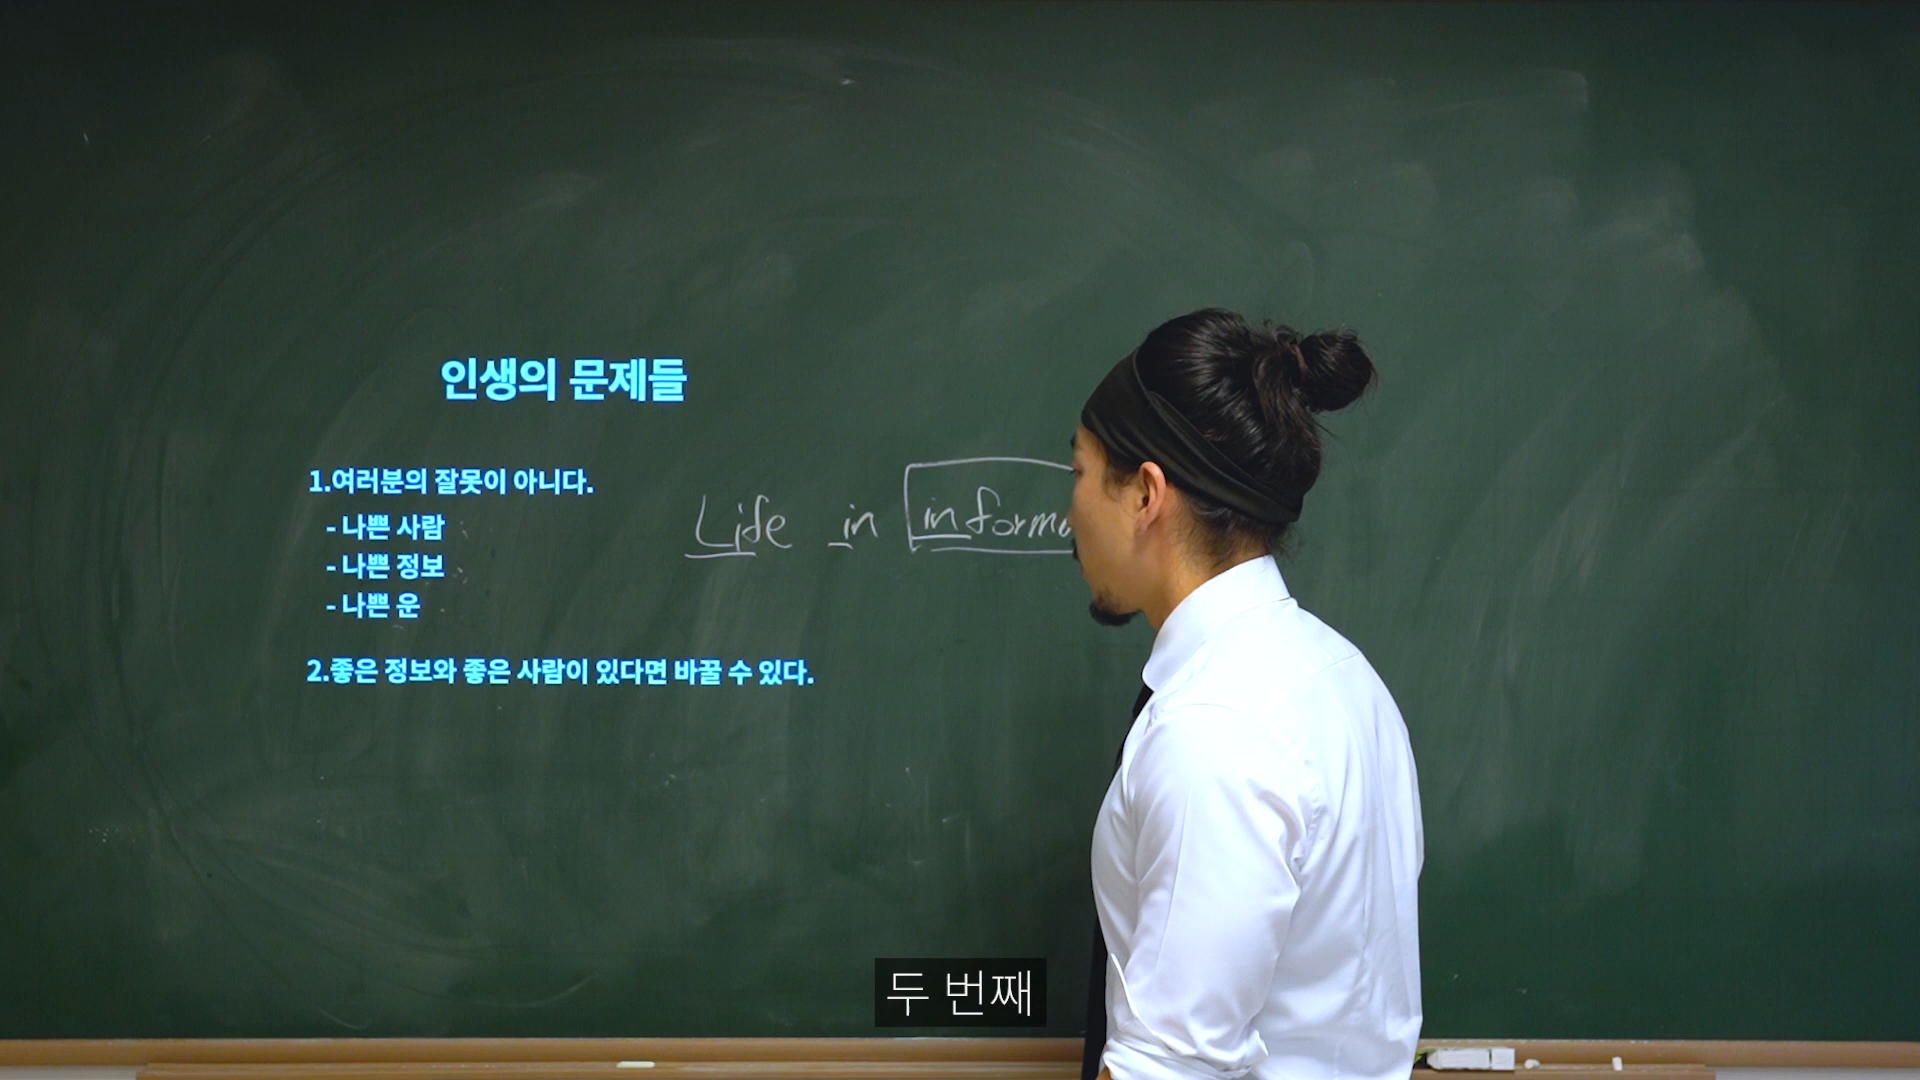 인생의 문제들
1.여러분의 잘못이 아니다.
- 나쁜 사람
- 나쁜 정보
- 나쁜 운
Life in
2.좋은 정보와 좋은 사람이 있다면 바꿀 수 있다.
두 번째